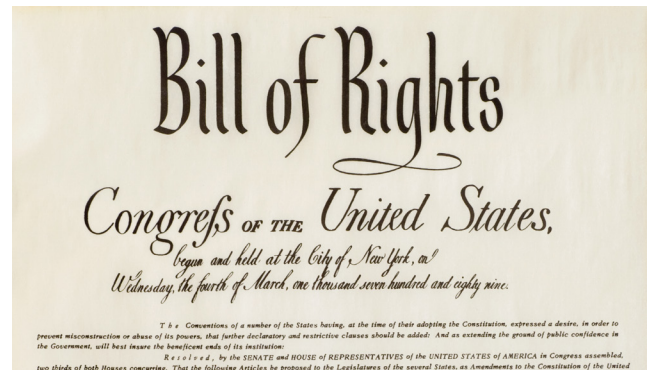 Bill of Rights
Congreſs OF THE United States,
begun and held at the City of New York, on
Wednesday, the fourth of March, one thousand seven hundred and eighty nine.
The Conventions of a number of the States having, at the time of their adopting the Constitution, expressed a desire, in order to
prevent misconstruction or abuse of its powers, that further declaratory and restrictive clauses should be added: And as extending the ground of public confidence in
the Government, will best insure the beneficent ends of its institution:
Resolved, by the SENATE and HOUSE of REPRESENTATIVES of the UNITED STATES of AMERICA in Congress assembled,
two thirds of both Houses concurring, That the following Articles be proposed to the Legislatures of the several States, as Amendments to the Constitution of the United